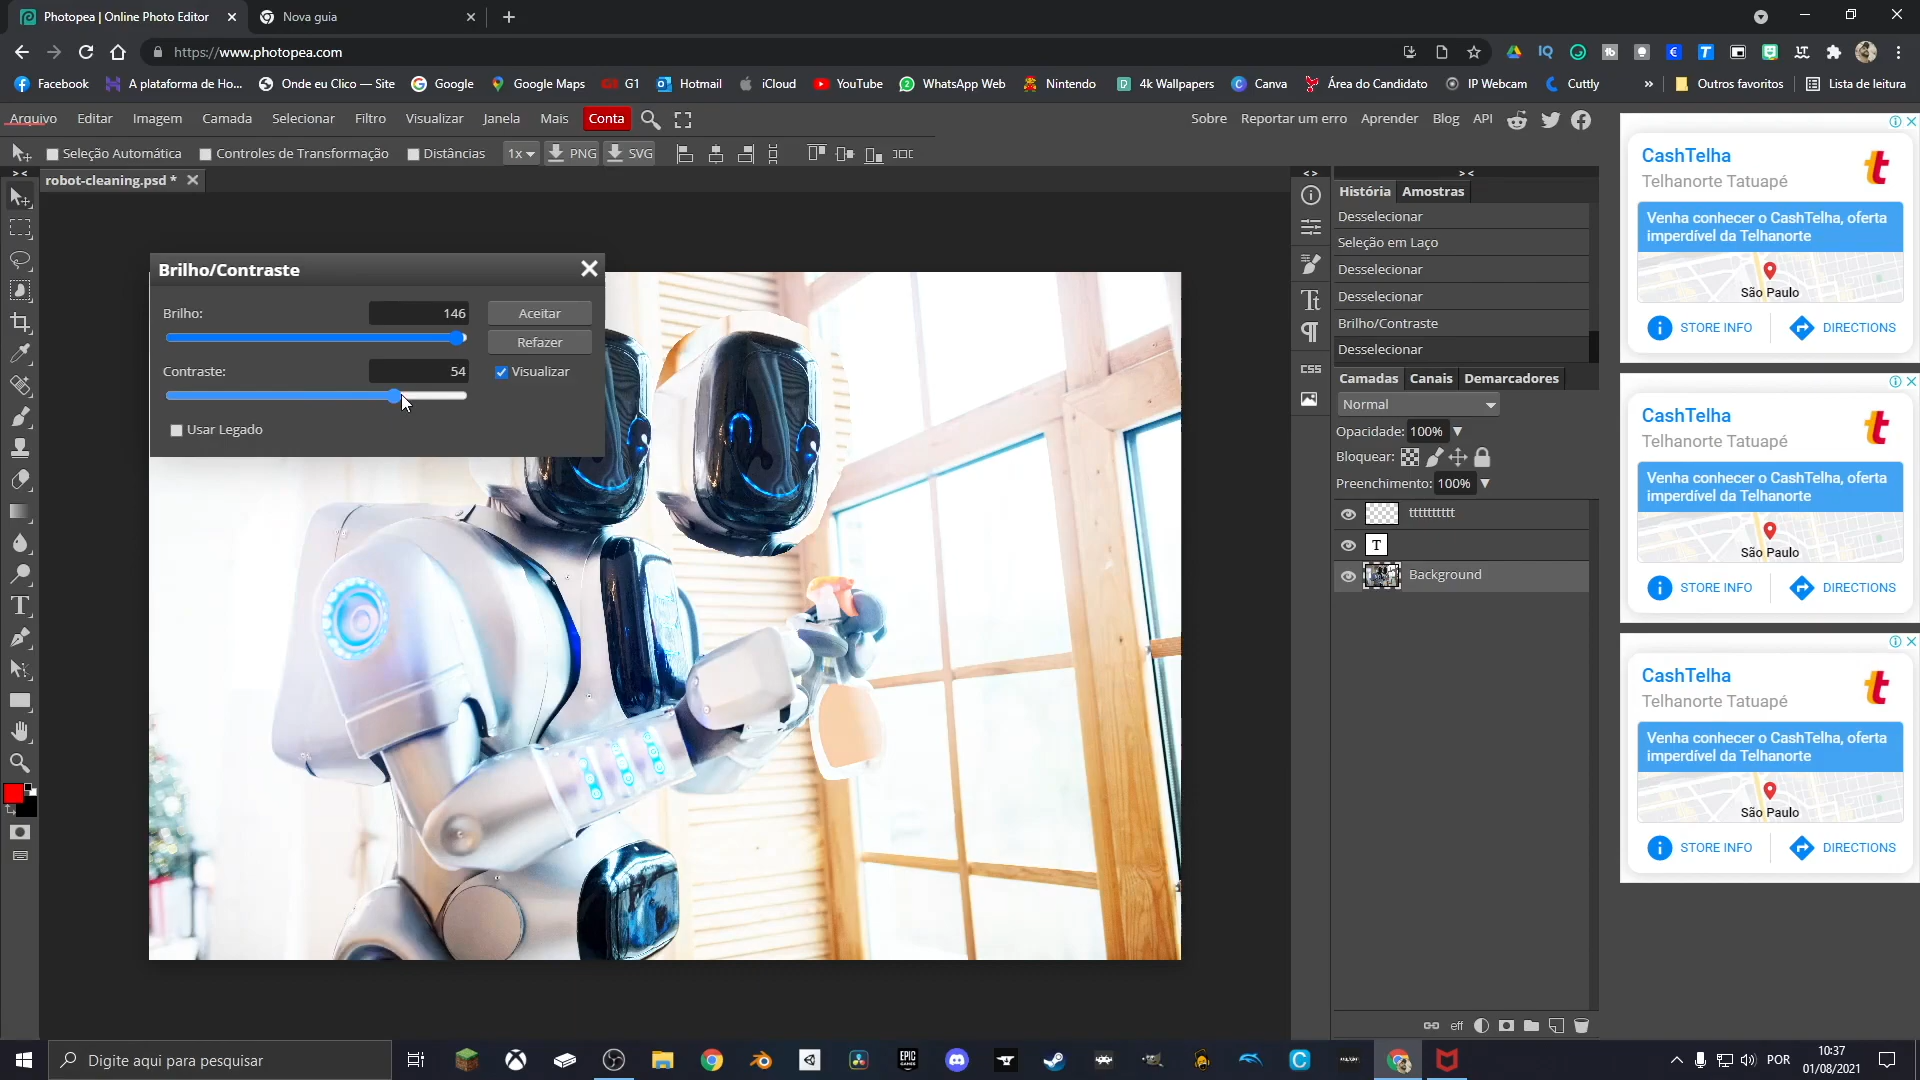 Photopea | Online Photo Editor
Nova guia
https://www.photopea.com
Facebook
A plataforma de Ho...
Onde eu Clico — Site
Google
Google Maps
G1
Hotmail
iCloud
YouTube
WhatsApp Web
Nintendo
4k Wallpapers
Canva
Área do Candidato
IP Webcam
Cuttly
»
Outros favoritos
Lista de leitura
Arquivo Editar Imagem Camada Selecionar Filtro Visualizar Janela Mais Conta
Sobre Reportar um erro Aprender Blog API
Seleção Automática Controles de Transformação Distâncias 1x PNG SVG
robot-cleaning.psd *
História Amostras
Desselecionar
Seleção em Laço
Desselecionar
Desselecionar
Brilho/Contraste
Desselecionar
Brilho/Contraste
Brilho: 146
Aceitar
Refazer
Contraste: 54
Visualizar
Usar Legado
CSS
Camadas Canais Demarcadores
Normal
Opacidade: 100%
Bloquear:
Preenchimento: 100%
tttttttttt
T
Background
eff
CashTelha
Telhanorte Tatuapé
Venha conhecer o CashTelha, oferta
imperdível da Telhanorte
São Paulo
STORE INFO DIRECTIONS
CashTelha
Telhanorte Tatuapé
Venha conhecer o CashTelha, oferta
imperdível da Telhanorte
São Paulo
STORE INFO DIRECTIONS
CashTelha
Telhanorte Tatuapé
Venha conhecer o CashTelha, oferta
imperdível da Telhanorte
São Paulo
STORE INFO DIRECTIONS
Digite aqui para pesquisar
EPIC GAMES
POR
10:37
01/08/2021